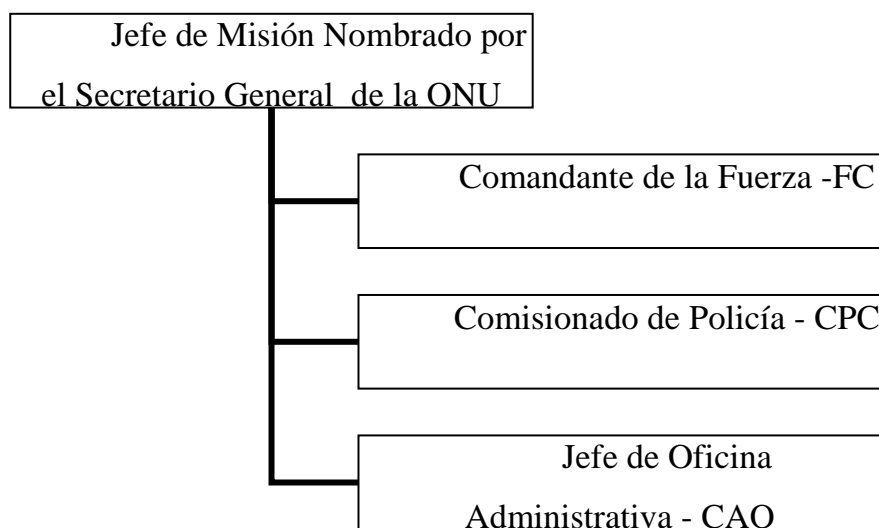 Jefe de Misión Nombrado por
el Secretario General de la ONU
Comandante de la Fuerza -FC
Comisionado de Policía - CPC
Jefe de Oficina
Administrativa - CAO